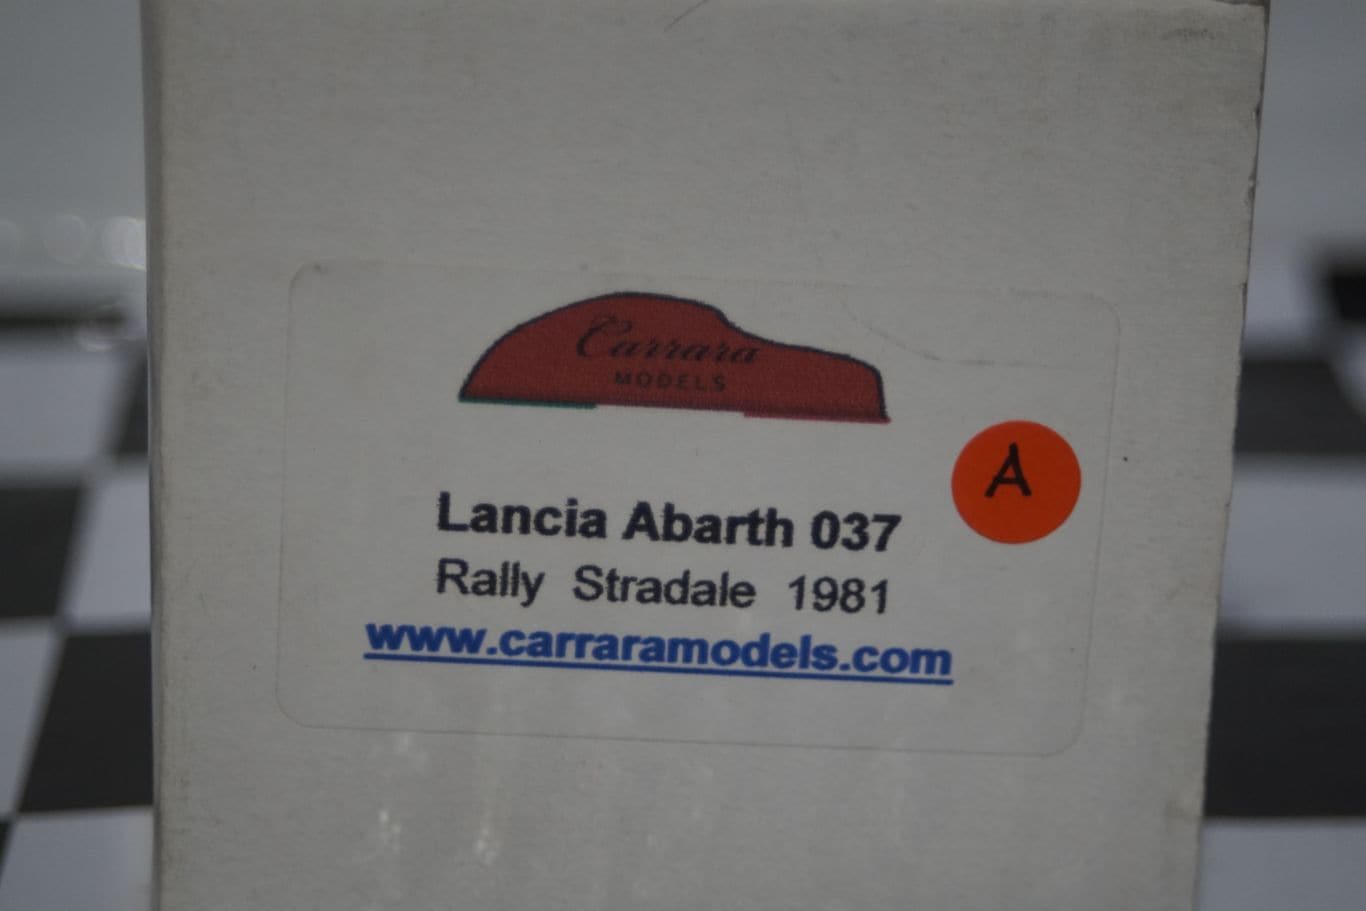 Carrara
MODELS
A
Lancia Abarth 037
Rally Stradale 1981
www.carraramodels.com